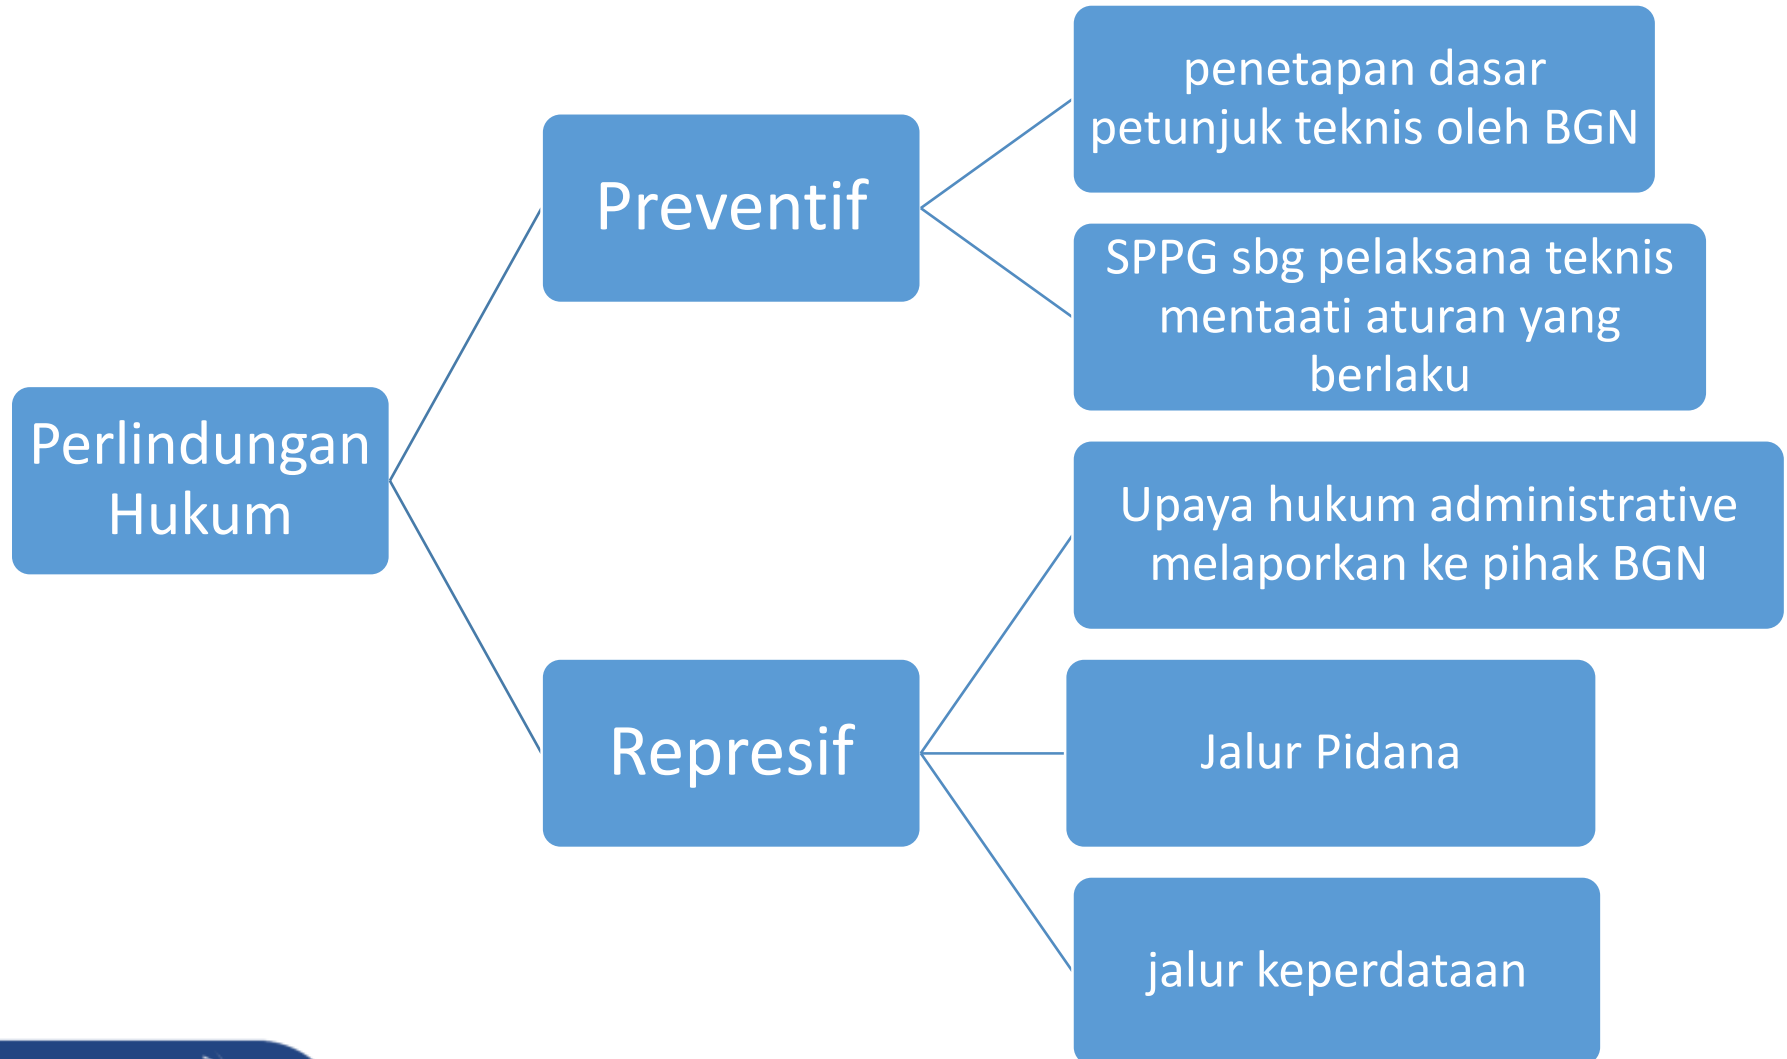 Perlindungan
Hukum
Preventif
penetapan dasar
petunjuk teknis oleh BGN
SPPG sbg pelaksana teknis
mentaati aturan yang
berlaku
Represif
Upaya hukum administrative
melaporkan ke pihak BGN
Jalur Pidana
jalur keperdataan